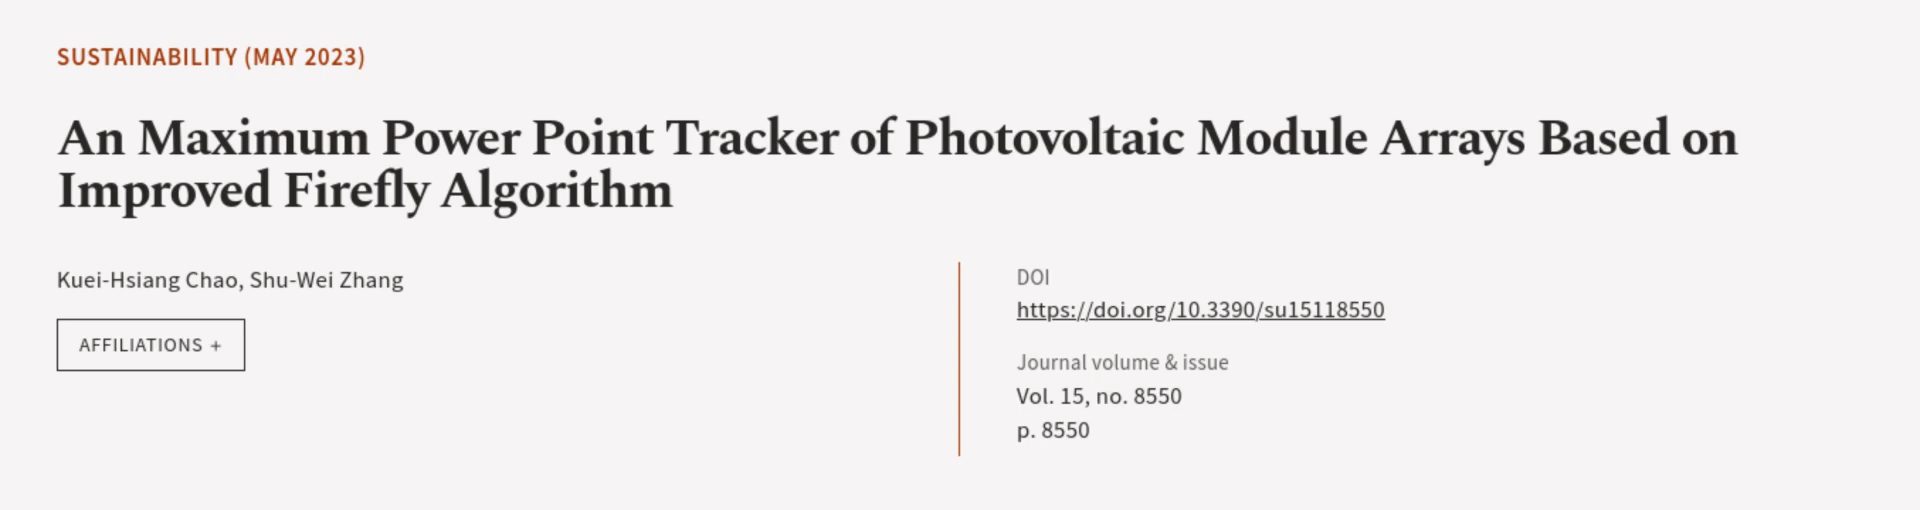 SUSTAINABILITY (MAY 2023)
An Maximum Power Point Tracker of Photovoltaic Module Arrays Based on
Improved Firefly Algorithm
Kuei-Hsiang Chao, Shu-Wei Zhang
AFFILIATIONS +
DOI
https://doi.org/10.3390/su15118550
Journal volume & issue
Vol. 15, no. 8550
p. 8550